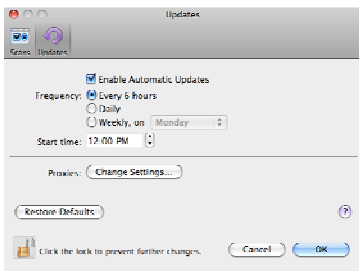 Updates
Scans Updates
Enable Automatic Updates
Frequency: Every 6 hours
Daily
Weekly, on Monday
Start time: 12:00 PM
Proxies: Change Settings...
Restore Defaults ?
Click the lock to prevent further changes. Cancel OK